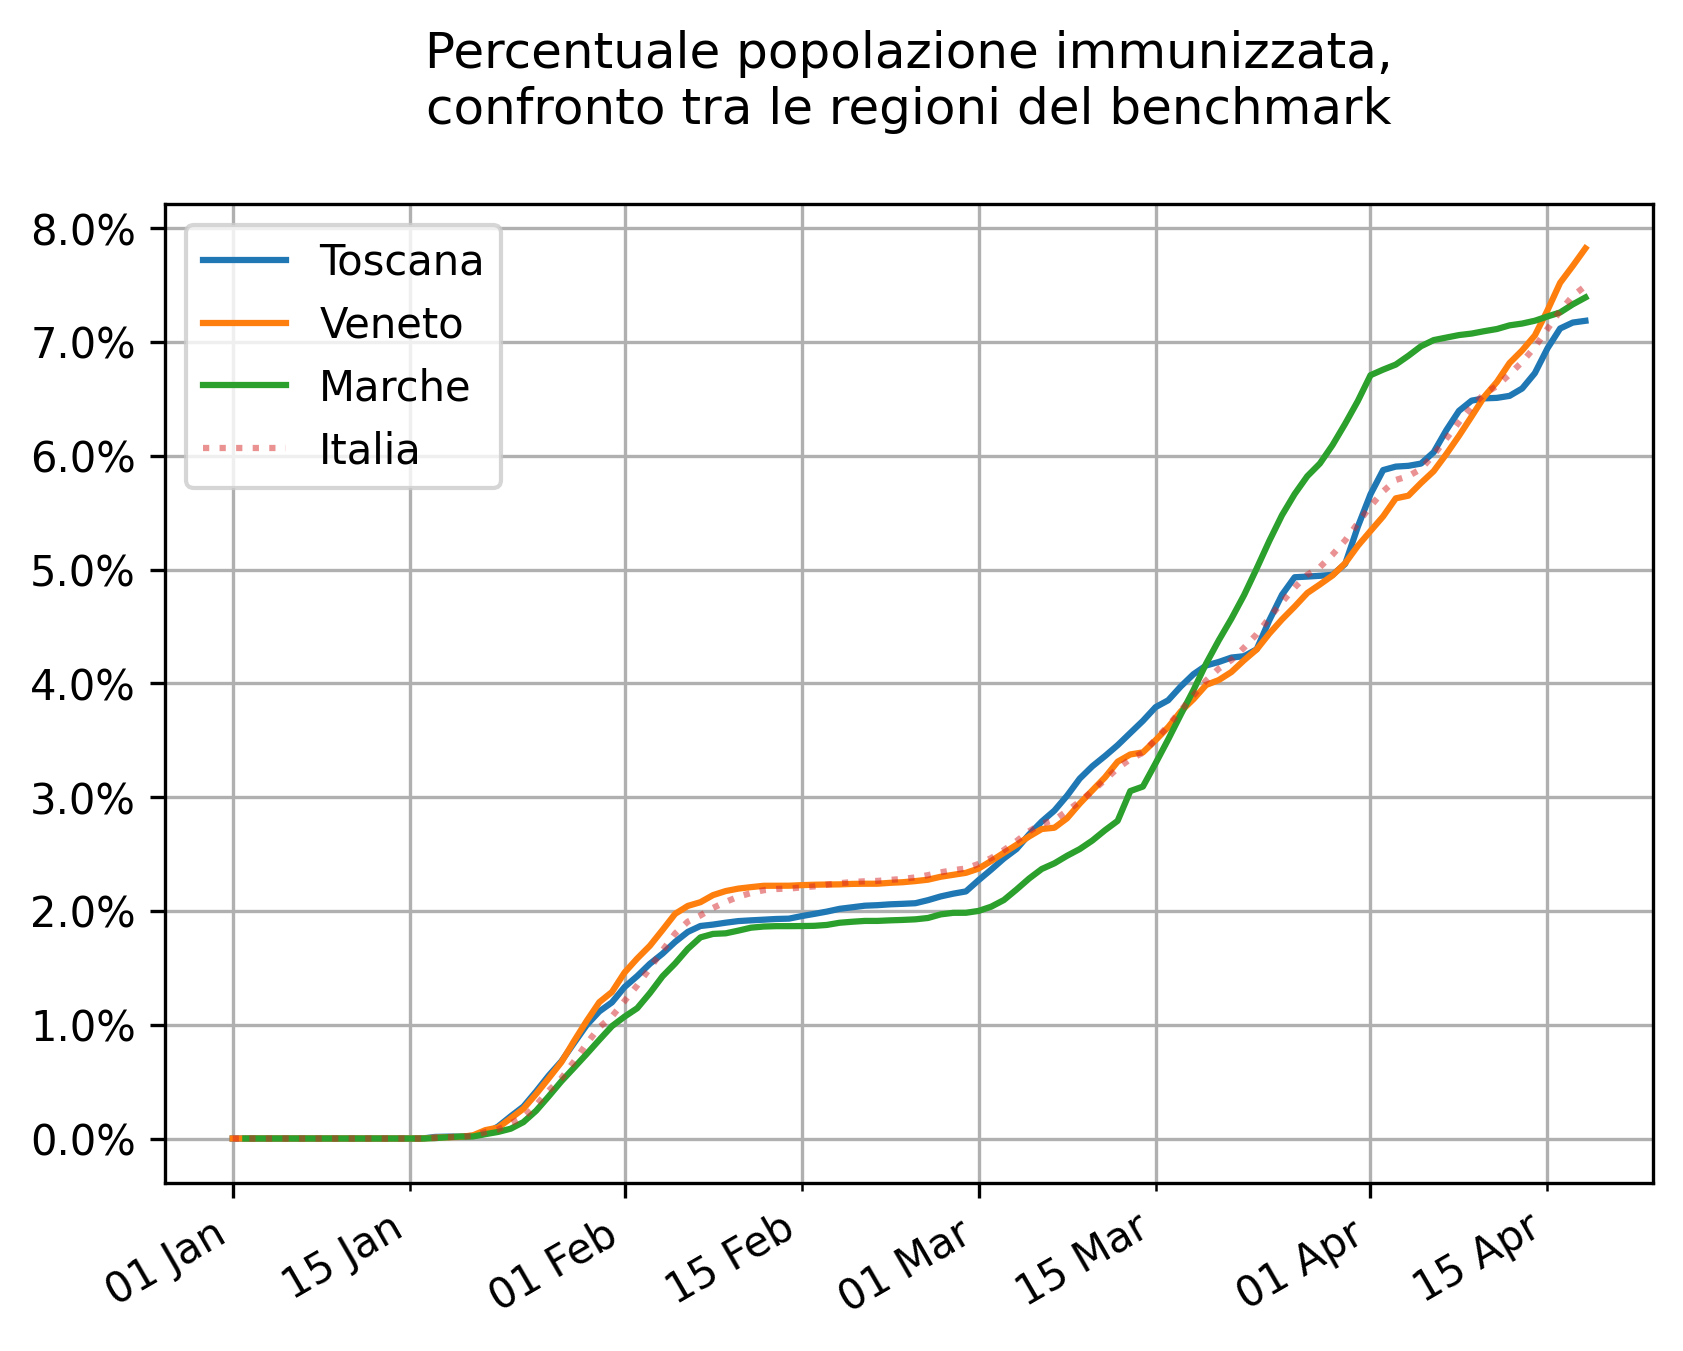 Percentuale popolazione immunizzata,
confronto tra le regioni del benchmark
8.0%
7.0%
6.0%
5.0%
4.0%
3.0%
2.0%
1.0%
0.0%
Toscana
Veneto
Marche
Italia
01 Jan
15 Jan
01 Feb
15 Feb
01 Mar
15 Mar
01 Apr
15 Apr